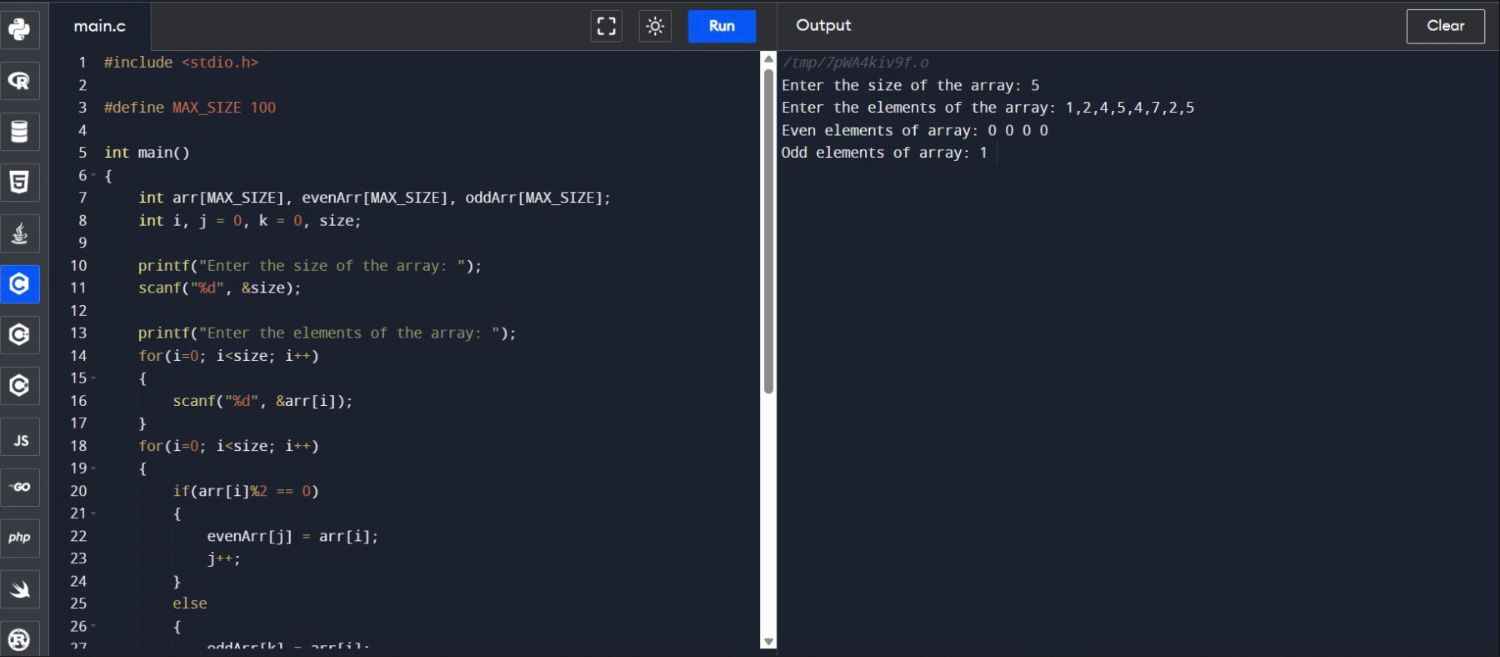 main.c
Run
Output
Clear
1 #include <stdio.h>
2
3 #define MAX_SIZE 100
4
5 int main()
6 {
7 int arr[MAX_SIZE], evenArr[MAX_SIZE], oddArr[MAX_SIZE];
8 int i, j = 0, k = 0, size;
9
10 printf("Enter the size of the array: ");
11 scanf("%d", &size);
12
13 printf("Enter the elements of the array: ");
14 for(i=0; i<size; i++)
15 {
16 scanf("%d", &arr[i]);
17 }
18 for(i=0; i<size; i++)
19 {
20 if(arr[i]%2 == 0)
21 {
22 evenArr[j] = arr[i];
23 j++;
24 }
25 else
26 {
27 oddArr[k] = arr[i];
/tmp/7pWA4kiv9f.o
Enter the size of the array: 5
Enter the elements of the array: 1,2,4,5,4,7,2,5
Even elements of array: 0 0 0 0
Odd elements of array: 1
R
5
C
C
C
JS
GO
php
R